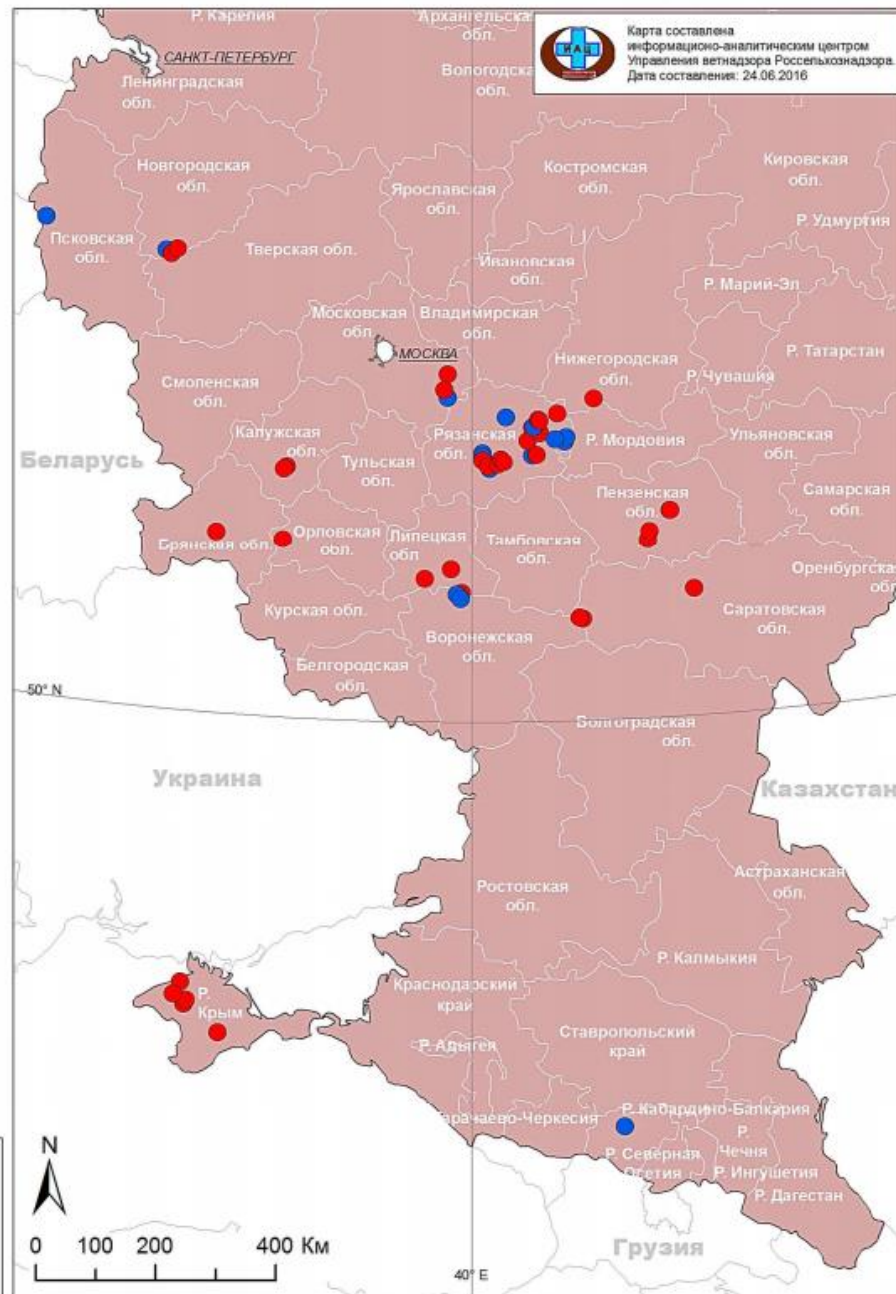 Р. Карелия
Архангельская
обл.
ИАЦ
Карта составлена
информационо-аналитическим центром
Управления ветнадзора Россельхознадзора.
Дата составления: 24.06.2016
САНКТ-ПЕТЕРБУРГ
Ленинградская
обл.
Вологодска
обл.
Новгородская
обл.
Ярославская
обл.
Костромская
обл.
Кировская
обл.
Р. Удмуртия
Псковская
обл.
Тверская обл.
Ивановская
обл.
Р. Марий-Эл
Московская
обл.
Владимирская
обл.
МОСКВА
Нижегородская
обл.
Р. Татарстан
Р. Чувашия
Смоленская
обл.
Калужская
обл.
Рязанская
обл.
Р. Мордовия
Ульяновская
обл.
Беларусь
Тульская
обл.
Пензенская
обл.
Самарская
обл.
Брянская обл.
Орловская
обл.
Липецкая
обл
Тамбовская
обл.
Оренбургская
обл
Курская обл.
Саратовская
обл.
Воронежская
обл.
Белгородская
обл.
50° N
Волгоградская
обл.
Украина
Казахстан
Астраханская
обл.
Ростовская
обл.
Р. Калмыкия
Краснодарский
край
Р.
Крым
Ставропольский
край
Р. Адыгея
арачаево-Черкесия
Р. Кабардино-Балкария
Р.
Чечня
Р. Северная
Осетия
Р. Ингушетия
Р. Дагестан
N
0 100 200 400 Км
Грузия
40° E